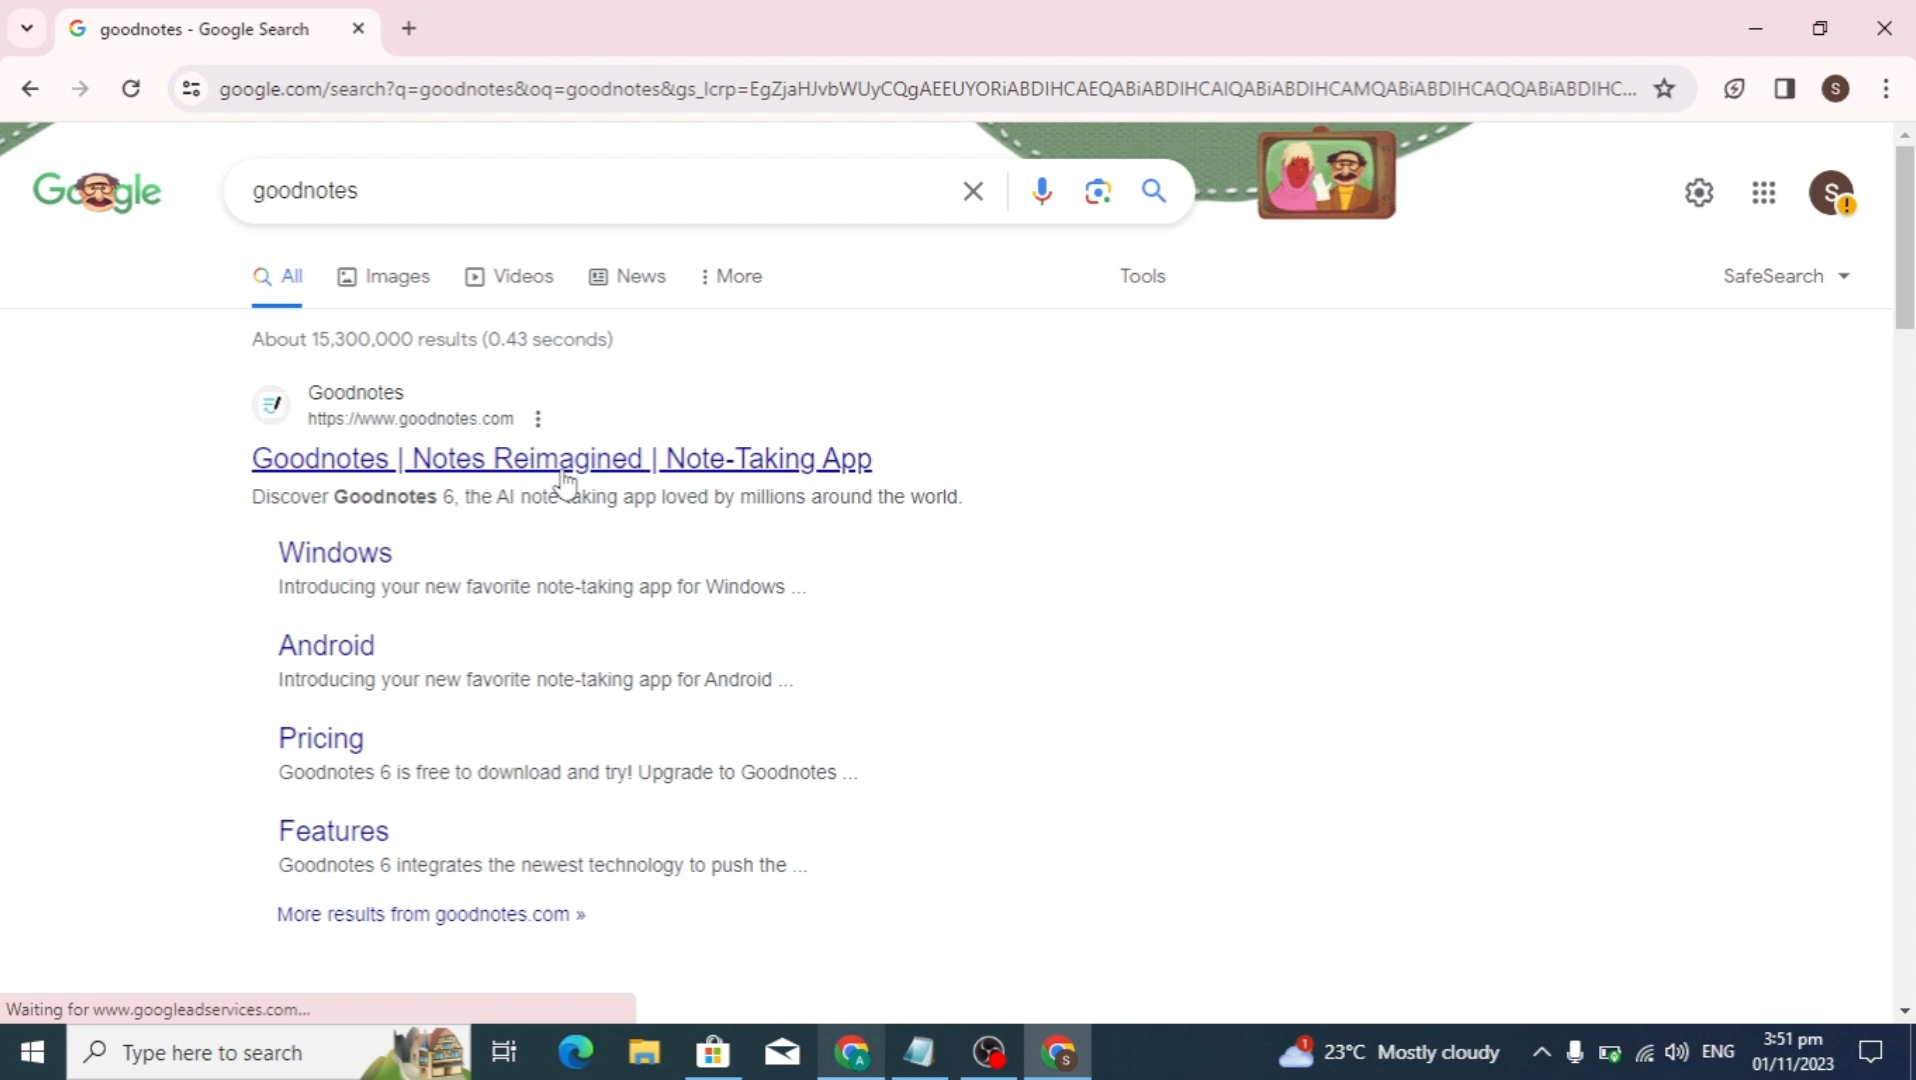 goodnotes - Google Search
google.com/search?q=goodnotes&oq=goodnotes&gs_lcrp=EgZjaHJvbWUyCQgAEEUYORiABDIHCAEQABiABDIHCAIQABiABDIHCAMQABiABDIHCAQQABiABDIHC...
S
Google
goodnotes
S
All
Images
Videos
News
More
Tools
SafeSearch
About 15,300,000 results (0.43 seconds)
Goodnotes
https://www.goodnotes.com
Goodnotes | Notes Reimagined | Note-Taking App
Discover Goodnotes 6, the AI note-taking app loved by millions around the world.
Windows
Introducing your new favorite note-taking app for Windows ...
Android
Introducing your new favorite note-taking app for Android ...
Pricing
Goodnotes 6 is free to download and try! Upgrade to Goodnotes ...
Features
Goodnotes 6 integrates the newest technology to push the ...
More results from goodnotes.com »
Waiting for www.googleadservices.com...
Type here to search
A
S
1
23°C Mostly cloudy
ENG
3:51 pm
01/11/2023